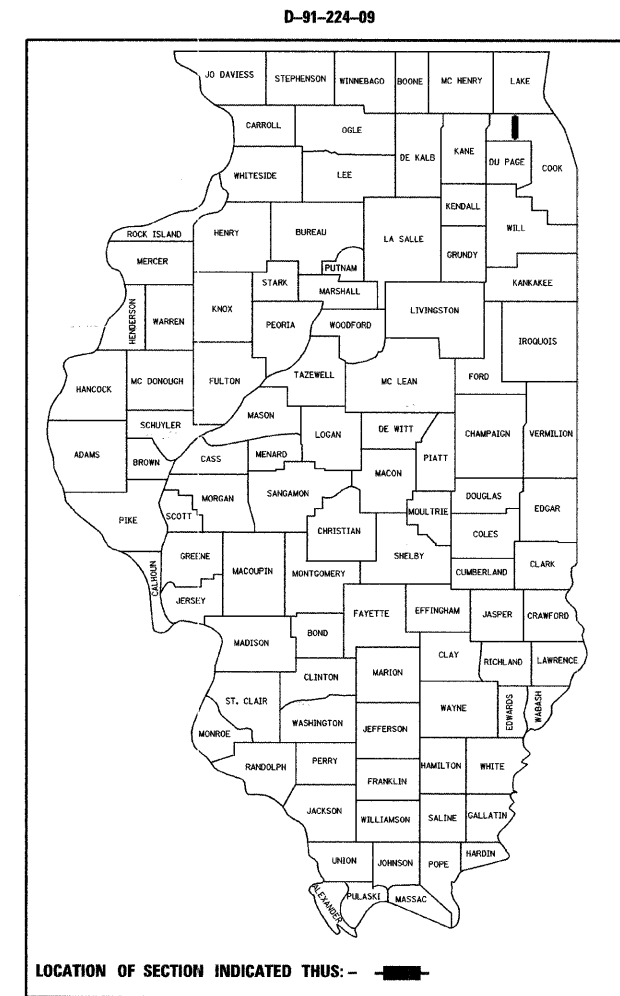 D-91-224-09
JO DAVIESS
STEPHENSON
WINNEBAGO
BOONE
MC HENRY
LAKE
CARROLL
OGLE
DE KALB
KANE
DU PAGE
COOK
WHITESIDE
LEE
KENDALL
ROCK ISLAND
HENRY
BUREAU
LA SALLE
GRUNDY
WILL
MERCER
PUTNAM
STARK
MARSHALL
KANKAKEE
HENDERSON
WARREN
KNOX
PEORIA
WOODFORD
LIVINGSTON
IROQUOIS
HANCOCK
MC DONOUGH
FULTON
TAZEWELL
MC LEAN
FORD
MASON
SCHUYLER
LOGAN
DE WITT
CHAMPAIGN
VERMILION
ADAMS
BROWN
CASS
MENARD
MACON
PIATT
MORGAN
SANGAMON
DOUGLAS
EDGAR
PIKE
SCOTT
CHRISTIAN
MOULTRIE
COLES
GREENE
MACOUPIN
MONTGOMERY
SHELBY
CUMBERLAND
CLARK
CALHOUN
JERSEY
FAYETTE
EFFINGHAM
JASPER
CRAWFORD
MADISON
BOND
CLAY
RICHLAND
LAWRENCE
CLINTON
MARION
ST. CLAIR
WASHINGTON
WAYNE
EDWARDS
WABASH
MONROE
JEFFERSON
RANDOLPH
PERRY
HAMILTON
WHITE
FRANKLIN
JACKSON
WILLIAMSON
SALINE
GALLATIN
UNION
JOHNSON
POPE
HARDIN
ALEXANDER
PULASKI
MASSAC
LOCATION OF SECTION INDICATED THUS: -